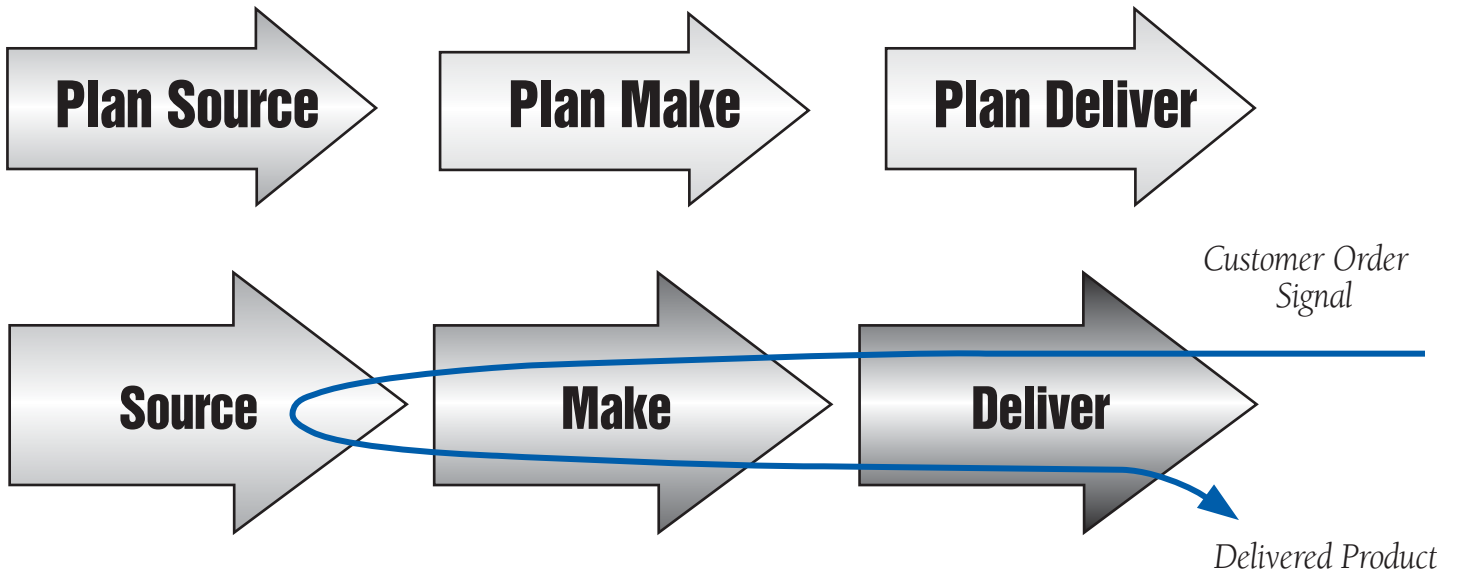 Plan Source
Plan Make
Plan Deliver
Customer Order
Signal
Source
Make
Deliver
Delivered Product